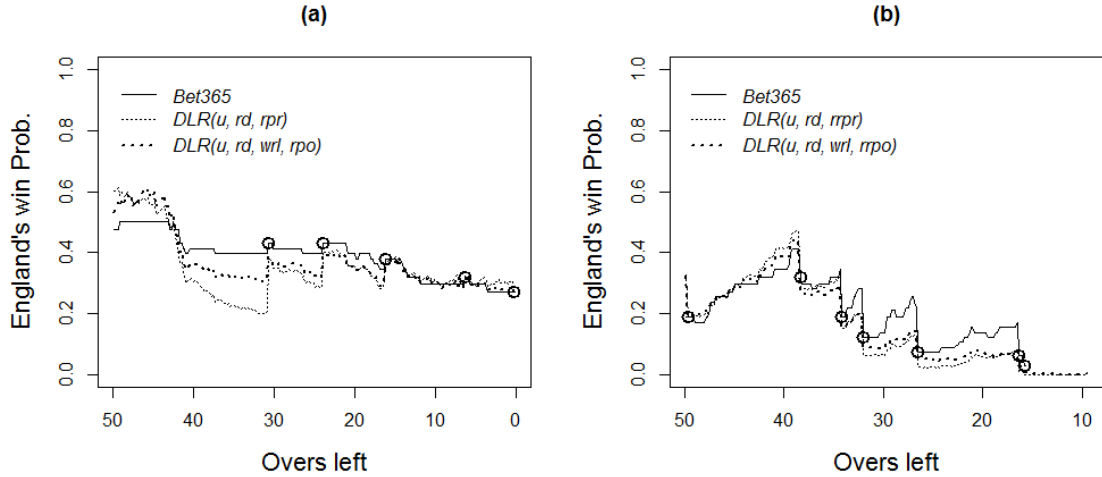 (a)
England's win Prob.
1.0
0.8
0.6
0.4
0.2
0.0
Bet365
DLR(u, rd, rpr)
DLR(u, rd, wrl, rpo)
50 40 30 20 10 0
Overs left
(b)
England's win Prob.
1.0
0.8
0.6
0.4
0.2
0.0
Bet365
DLR(u, rd, rrpr)
DLR(u, rd, wrl, rrpo)
50 40 30 20 10
Overs left